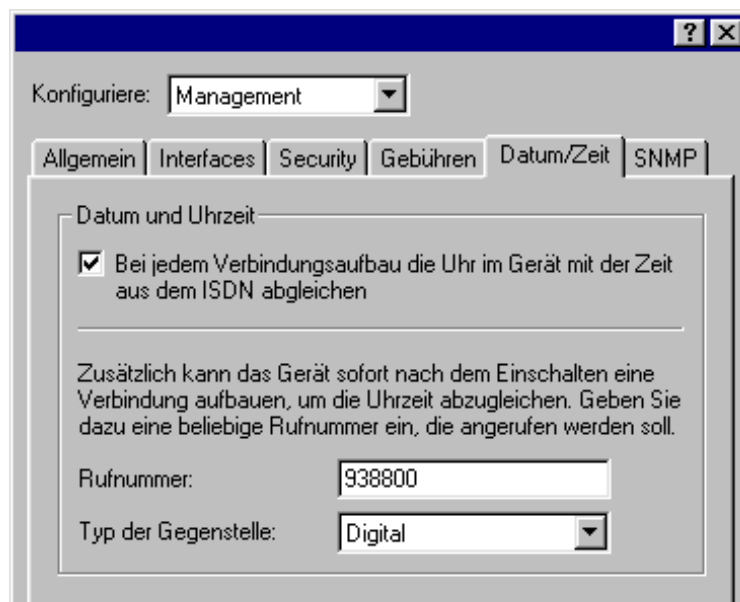 Konfiguriere: Management
Allgemein Interfaces Security Gebühren Datum/Zeit SNMP
Datum und Uhrzeit
Bei jedem Verbindungsaufbau die Uhr im Gerät mit der Zeit
aus dem ISDN abgleichen
Zusätzlich kann das Gerät sofort nach dem Einschalten eine
Verbindung aufbauen, um die Uhrzeit abzugleichen. Geben Sie
dazu eine beliebige Rufnummer ein, die angerufen werden soll.
Rufnummer: 938800
Typ der Gegenstelle: Digital